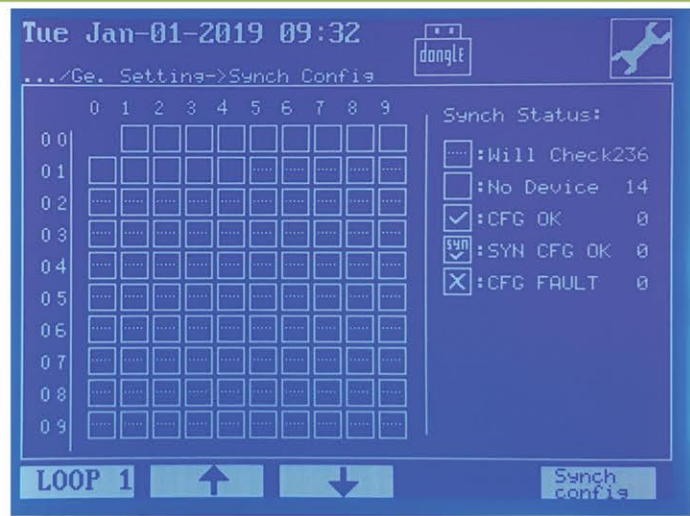 Tue Jan-01-2019 09:32
dongle
.../Ge. Setting->Synch Config
0 1 2 3 4 5 6 7 8 9
00
01
02
03
04
05
06
07
08
09
Synch Status:
:Will Check236
:No Device 14
:CFG OK 0
SYN :SYN CFG OK 0
:CFG FAULT 0
LOOP 1
Synch
config